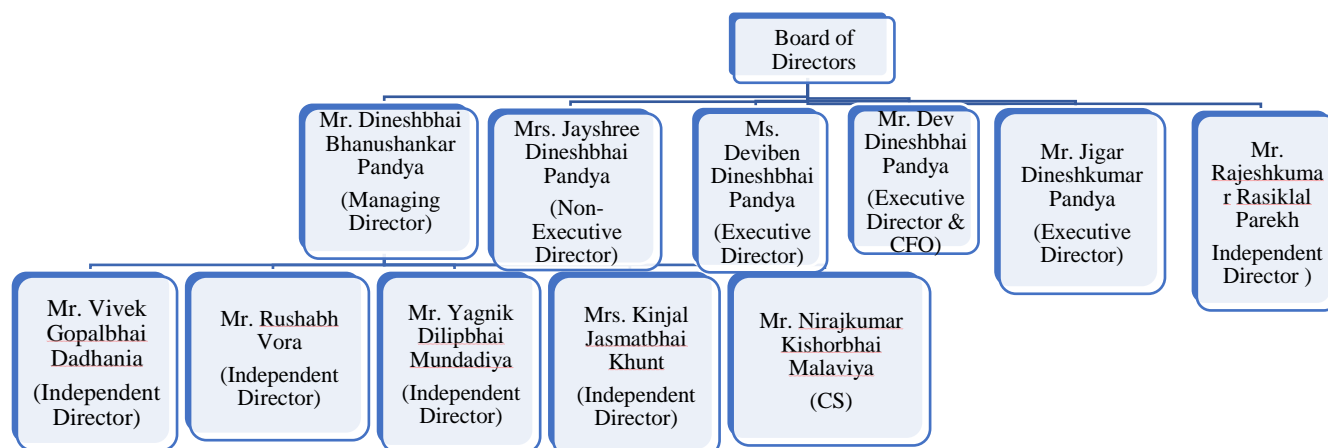 Board of
Directors
Mr. Dineshbhai
Bhanushankar
Pandya
(Managing
Director)
Mrs. Jayshree
Dineshbhai
Pandya
(Non-
Executive
Director)
Ms.
Deviben
Dineshbhai
Pandya
(Executive
Director)
Mr. Dev
Dineshbhai
Pandya
(Executive
Director &
CFO)
Mr. Jigar
Dineshkumar
Pandya
(Executive
Director)
Mr.
Rajeshkuma
r Rasiklal
Parekh
Independent
Director )
Mr. Vivek
Gopalbhai
Dadhania
(Independent
Director)
Mr. Rushabh
Vora
(Independent
Director)
Mr. Yagnik
Dilipbhai
Mundadiya
(Independent
Director)
Mrs. Kinjal
Jasmatbhai
Khunt
(Independent
Director)
Mr. Nirajkumar
Kishorbhai
Malaviya
(CS)